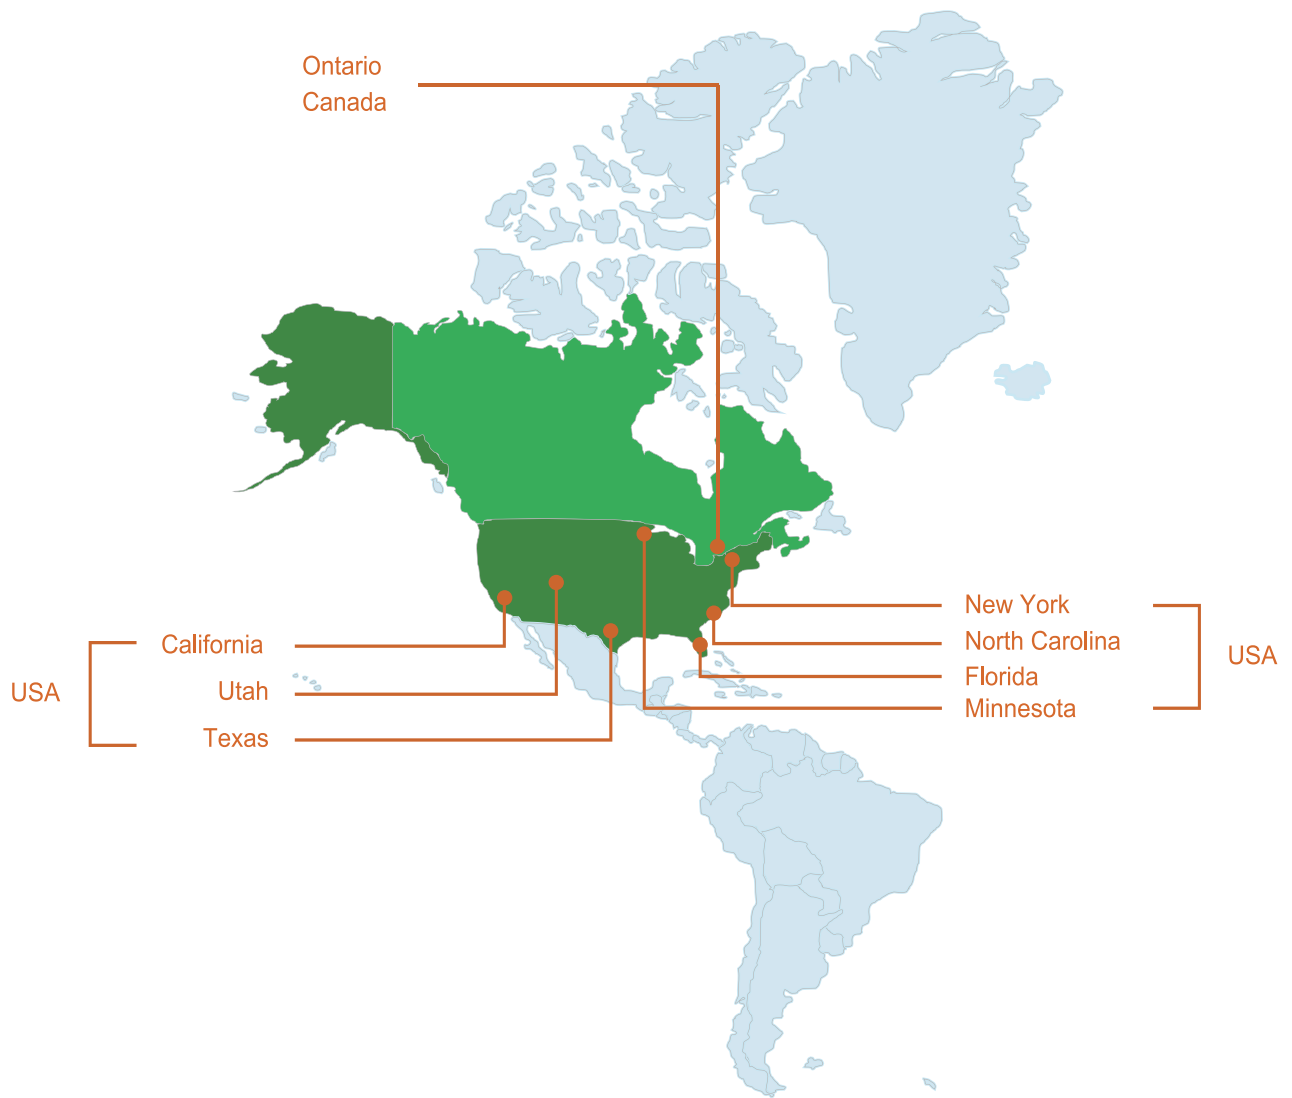 Ontario
Canada
USA
California
Utah
Texas
New York
North Carolina
Florida
Minnesota
USA